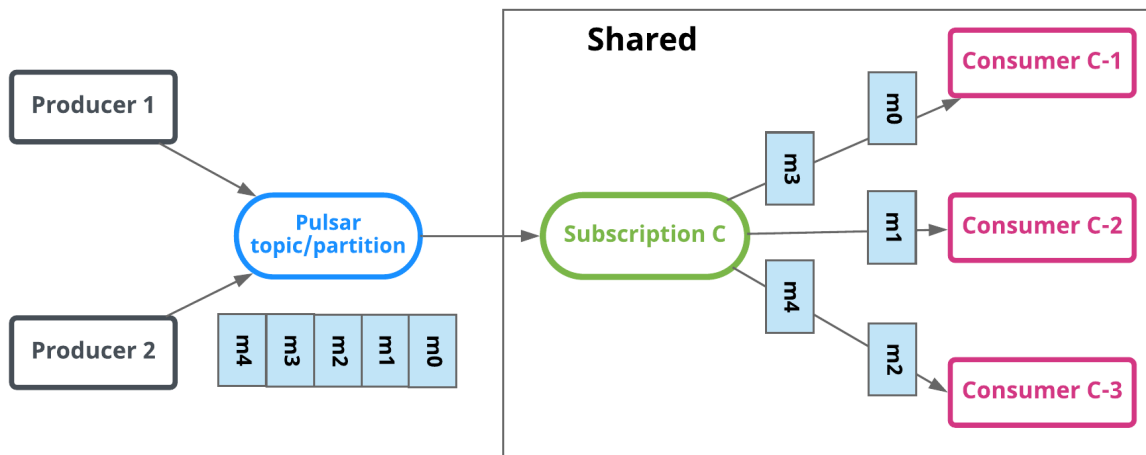 Shared
Producer 1
Producer 2
Pulsar
topic/partition
m4
m3
m2
m1
m0
Subscription C
m3
m0
m1
m4
m2
Consumer C-1
Consumer C-2
Consumer C-3